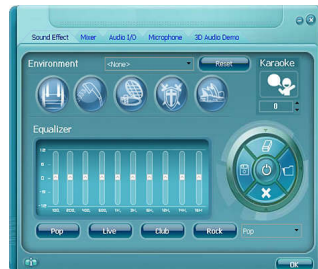 Sound Effect Mixer Audio I/O Microphone 3D Audio Demo
Environment <None> Reset Karaoke
0
Equalizer
Pop Live Club Rock Pop
OK